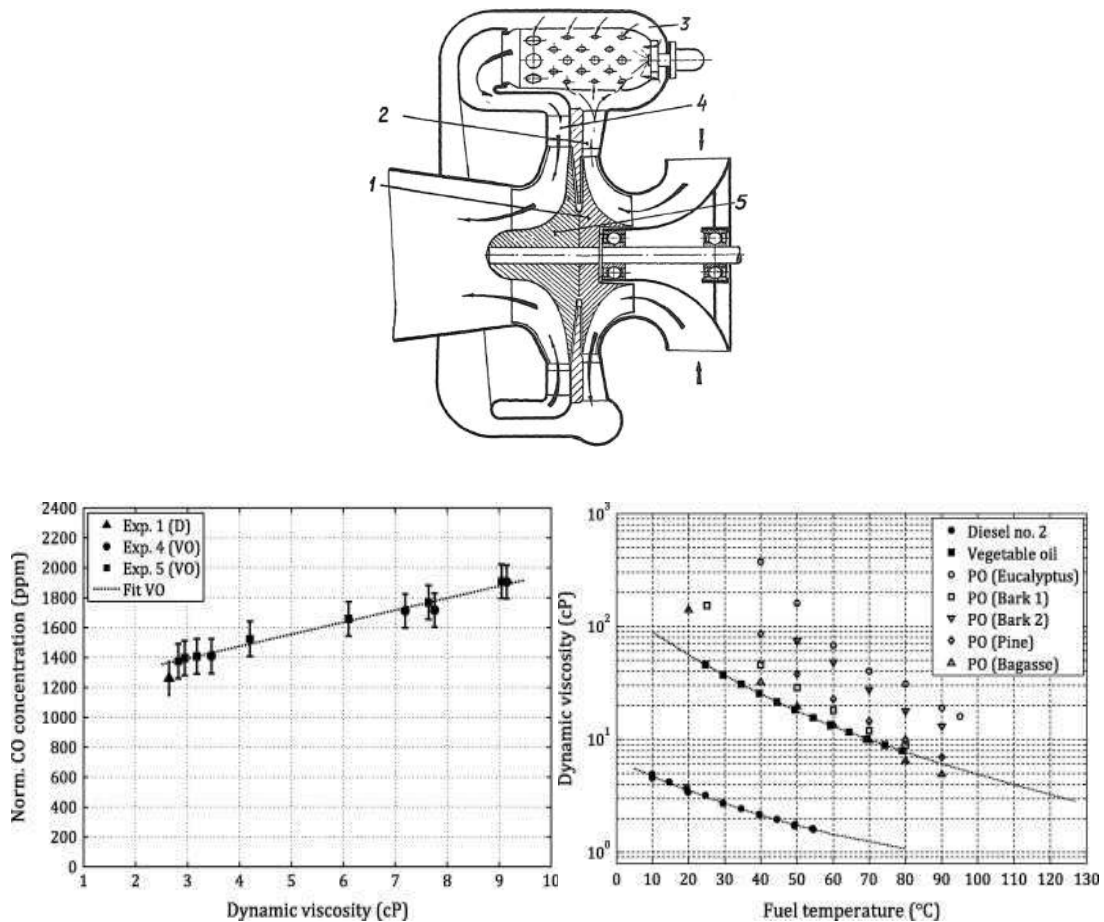 3
2
4
1
5
2400
2200
2000
1800
1600
1400
1200
1000
800
600
400
200
0
Norm. CO concentration (ppm)
Exp. 1 (D)
Exp. 4 (VO)
Exp. 5 (VO)
Fit VO
1 2 3 4 5 6 7 8 9 10
Dynamic viscosity (cP)
10³
10²
10¹
10⁰
Dynamic viscosity (cP)
Diesel no. 2
Vegetable oil
PO (Eucalyptus)
PO (Bark 1)
PO (Bark 2)
PO (Pine)
PO (Bagasse)
0 10 20 30 40 50 60 70 80 90 100 110 120 130
Fuel temperature (°C)